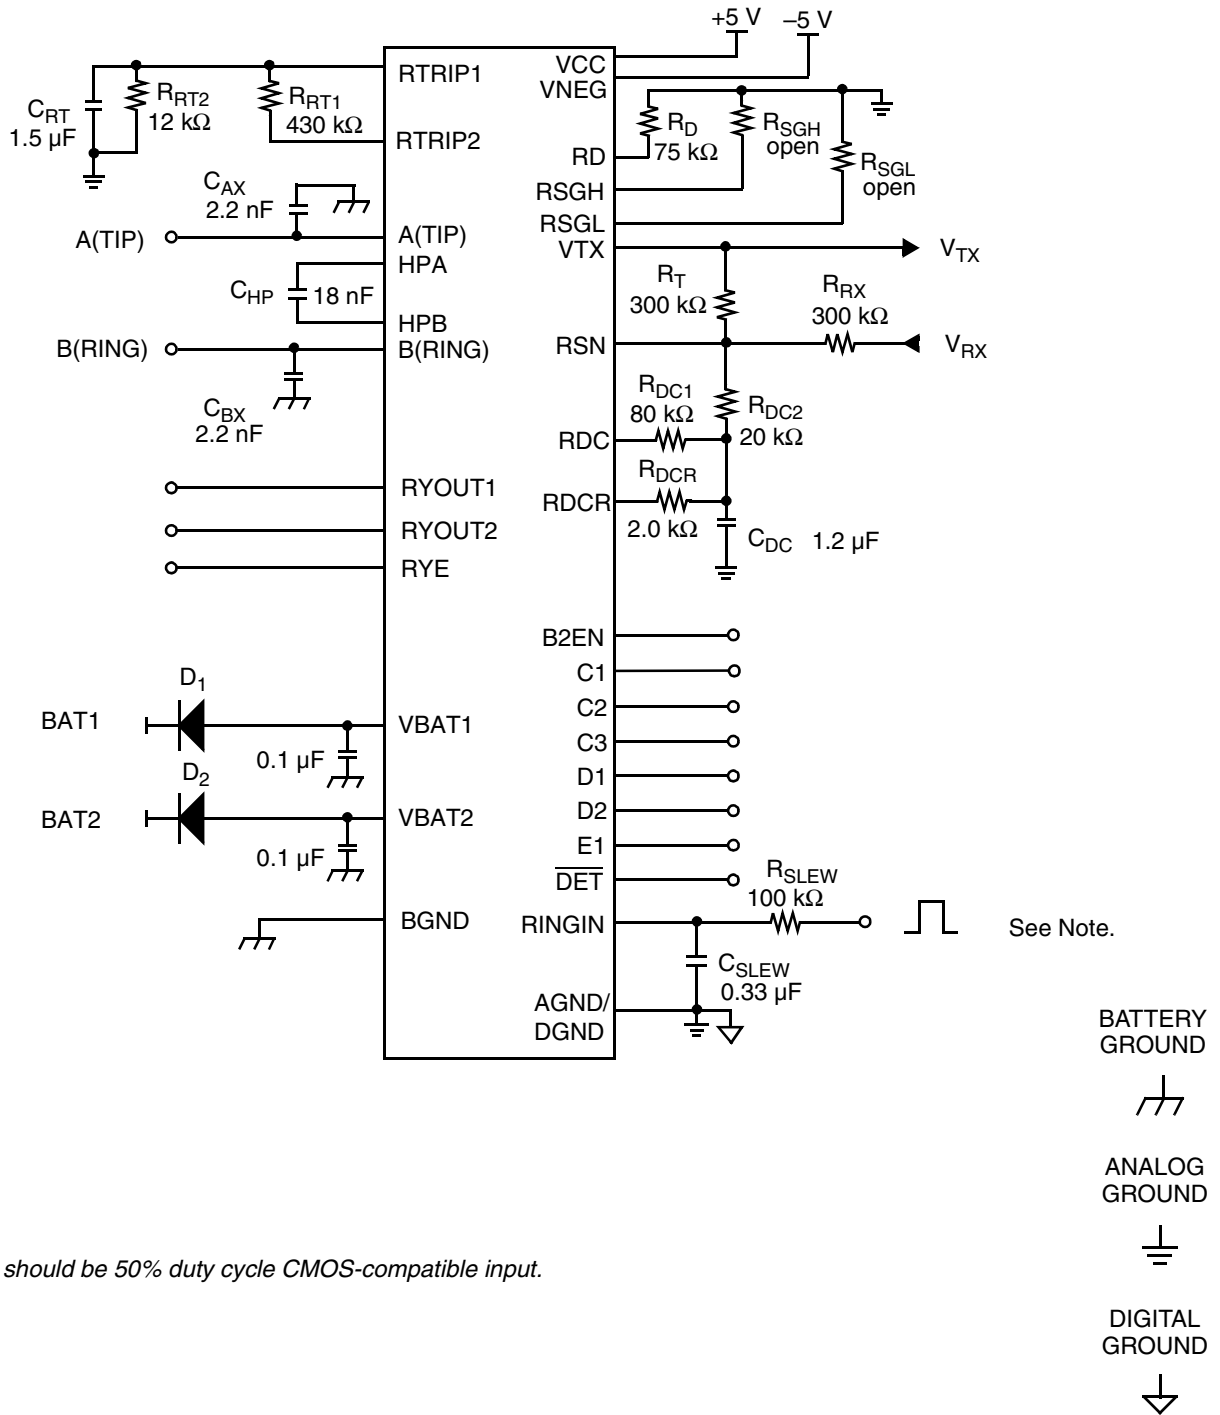 +5 V
–5 V
RTRIP1
VCC
VNEG
C_RT
1.5 µF
R_RT2
12 kΩ
R_RT1
430 kΩ
R_D
75 kΩ
R_SGH
open
R_SGL
open
RTRIP2
RD
RSGH
RSGL
C_AX
2.2 nF
A(TIP)
A(TIP)
VTX
V_TX
HPA
C_HP
18 nF
HPB
R_T
300 kΩ
R_RX
300 kΩ
B(RING)
B(RING)
RSN
V_RX
C_BX
2.2 nF
R_DC1
80 kΩ
R_DC2
20 kΩ
RDC
R_DCR
2.0 kΩ
RDCR
C_DC
1.2 µF
RYOUT1
RYOUT2
RYE
B2EN
C1
C2
C3
D1
D2
E1
DET
D1
BAT1
VBAT1
0.1 µF
D2
BAT2
VBAT2
0.1 µF
BGND
RINGIN
R_SLEW
100 kΩ
See Note.
C_SLEW
0.33 µF
AGND/
DGND
BATTERY
GROUND
ANALOG
GROUND
should be 50% duty cycle CMOS-compatible input.
DIGITAL
GROUND